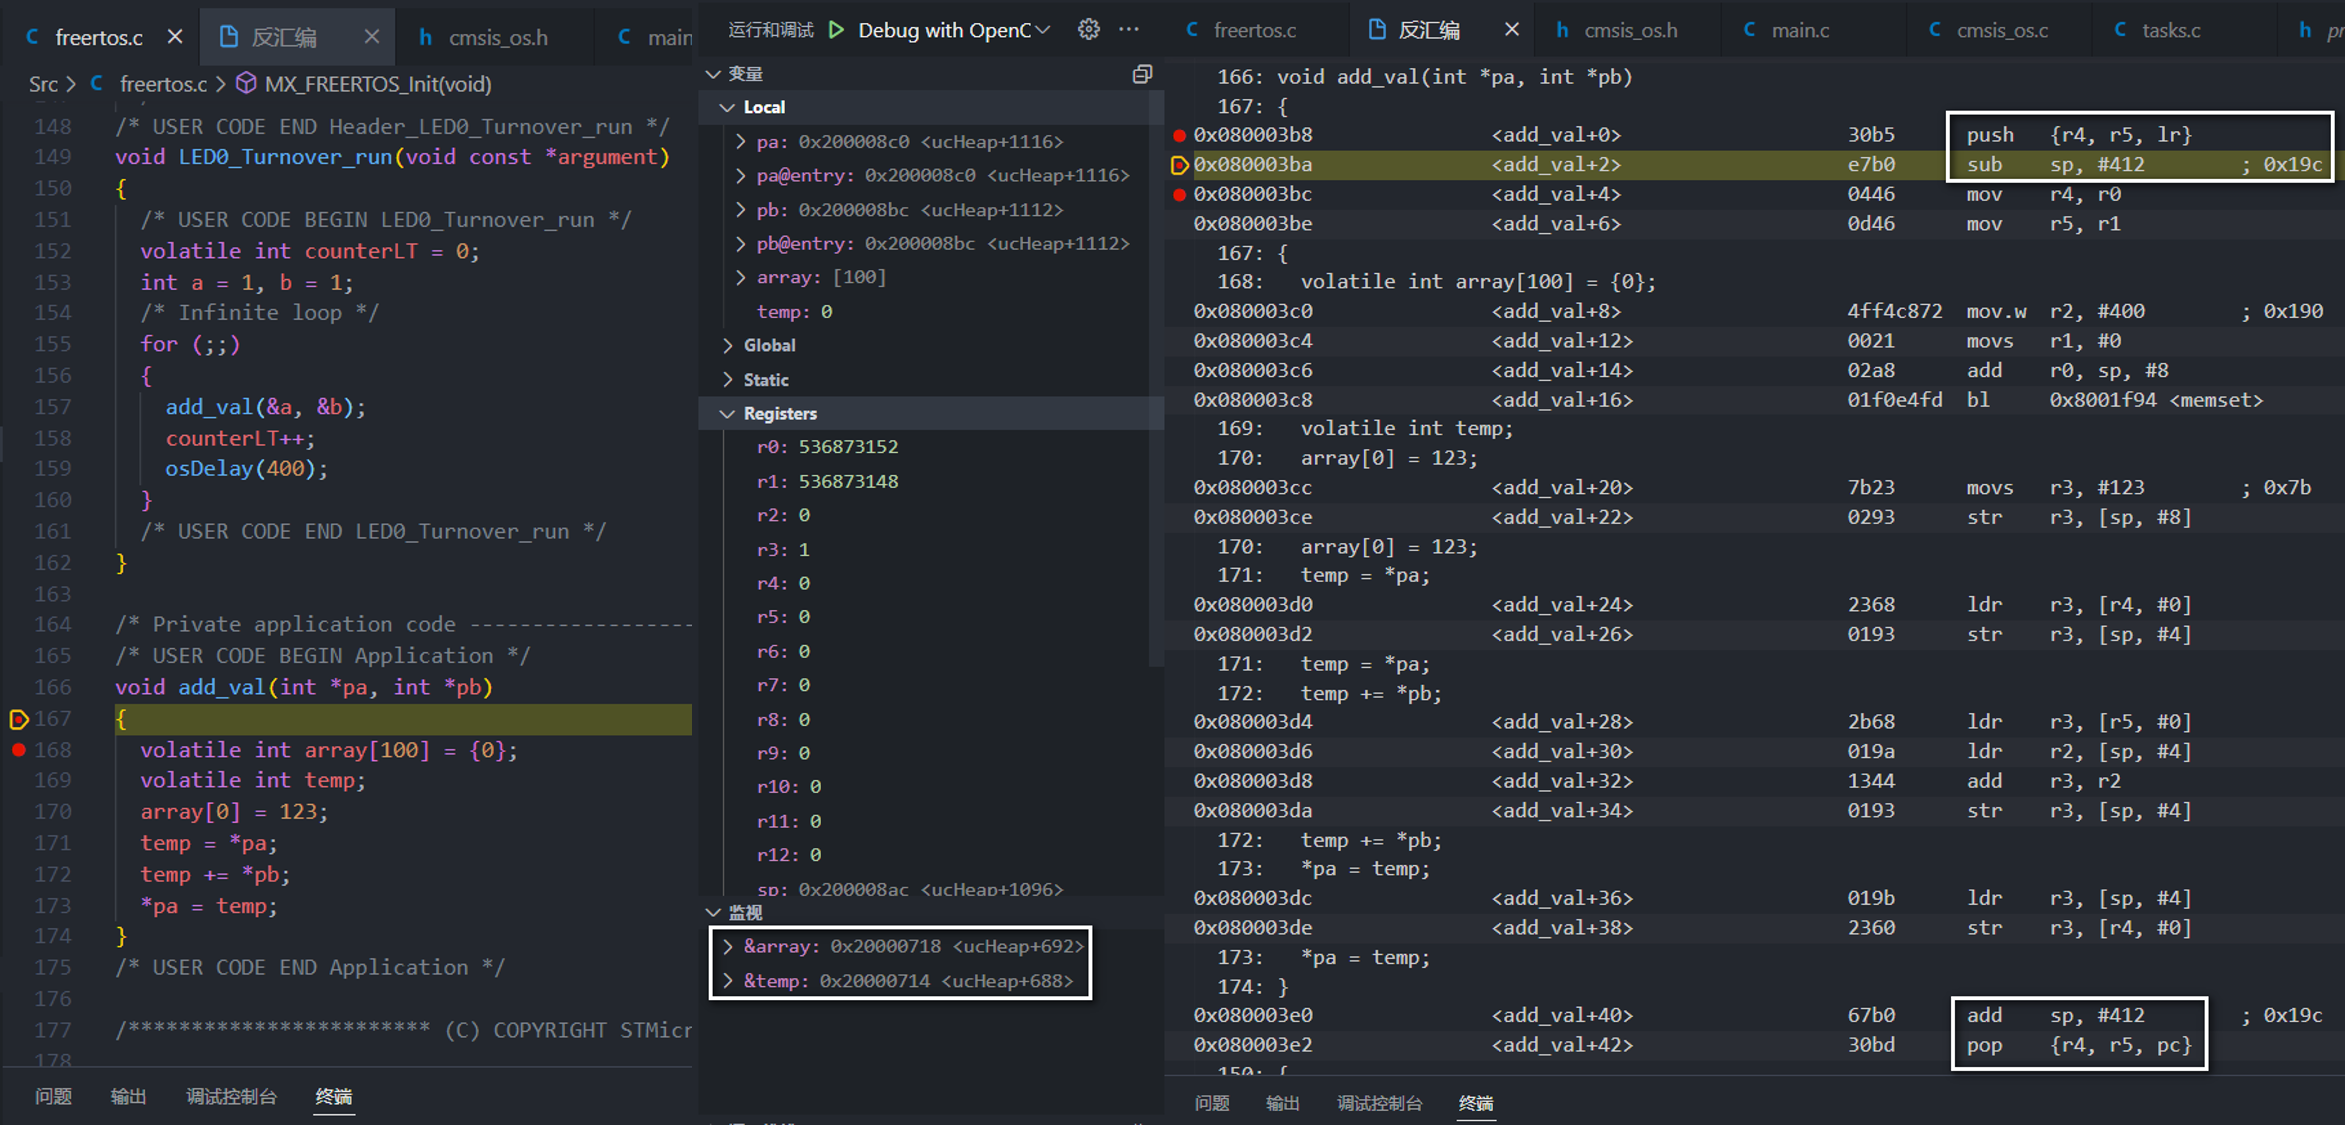 freertos.c
反汇编
cmsis_os.h
main
Src > freertos.c > MX_FREERTOS_Init(void)
148 /* USER CODE END Header_LED0_Turnover_run */
149 void LED0_Turnover_run(void const *argument)
150 {
151 /* USER CODE BEGIN LED0_Turnover_run */
152 volatile int counterLT = 0;
153 int a = 1, b = 1;
154 /* Infinite loop */
155 for (;;)
156 {
157 add_val(&a, &b);
158 counterLT++;
159 osDelay(400);
160 }
161 /* USER CODE END LED0_Turnover_run */
162 }
163
164 /* Private application code -------------------
165 /* USER CODE BEGIN Application */
166 void add_val(int *pa, int *pb)
167 {
168 volatile int array[100] = {0};
169 volatile int temp;
170 array[0] = 123;
171 temp = *pa;
172 temp += *pb;
173 *pa = temp;
174 }
175 /* USER CODE END Application */
176
177 /************************ (C) COPYRIGHT STMicr
178
问题 输出 调试控制台 终端
运行和调试 Debug with OpenC
变量
Local
pa: 0x200008c0 <ucHeap+1116>
pa@entry: 0x200008c0 <ucHeap+1116>
pb: 0x200008bc <ucHeap+1112>
pb@entry: 0x200008bc <ucHeap+1112>
array: [100]
temp: 0
Global
Static
Registers
r0: 536873152
r1: 536873148
r2: 0
r3: 1
r4: 0
r5: 0
r6: 0
r7: 0
r8: 0
r9: 0
r10: 0
r11: 0
r12: 0
sp: 0x200008ac <ucHeap+1096>
监视
&array: 0x20000718 <ucHeap+692>
&temp: 0x20000714 <ucHeap+688>
freertos.c
反汇编
cmsis_os.h
main.c
cmsis_os.c
tasks.c
166: void add_val(int *pa, int *pb)
167: {
0x080003b8 <add_val+0> 30b5 push {r4, r5, lr}
0x080003ba <add_val+2> e7b0 sub sp, #412 ; 0x19c
0x080003bc <add_val+4> 0446 mov r4, r0
0x080003be <add_val+6> 0d46 mov r5, r1
167: {
168: volatile int array[100] = {0};
0x080003c0 <add_val+8> 4ff4c872 mov.w r2, #400 ; 0x190
0x080003c4 <add_val+12> 0021 movs r1, #0
0x080003c6 <add_val+14> 02a8 add r0, sp, #8
0x080003c8 <add_val+16> 01f0e4fd bl 0x8001f94 <memset>
169: volatile int temp;
170: array[0] = 123;
0x080003cc <add_val+20> 7b23 movs r3, #123 ; 0x7b
0x080003ce <add_val+22> 0293 str r3, [sp, #8]
170: array[0] = 123;
171: temp = *pa;
0x080003d0 <add_val+24> 2368 ldr r3, [r4, #0]
0x080003d2 <add_val+26> 0193 str r3, [sp, #4]
171: temp = *pa;
172: temp += *pb;
0x080003d4 <add_val+28> 2b68 ldr r3, [r5, #0]
0x080003d6 <add_val+30> 019a ldr r2, [sp, #4]
0x080003d8 <add_val+32> 1344 add r3, r2
0x080003da <add_val+34> 0193 str r3, [sp, #4]
172: temp += *pb;
173: *pa = temp;
0x080003dc <add_val+36> 019b ldr r3, [sp, #4]
0x080003de <add_val+38> 2360 str r3, [r4, #0]
173: *pa = temp;
174: }
0x080003e0 <add_val+40> 67b0 add sp, #412 ; 0x19c
0x080003e2 <add_val+42> 30bd pop {r4, r5, pc}
150: {
问题 输出 调试控制台 终端